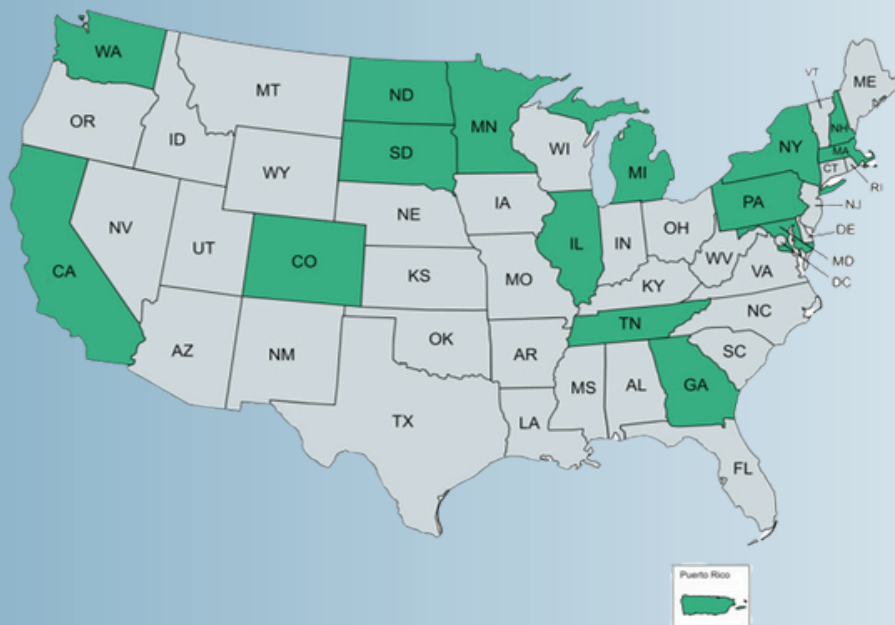 WA
MT
ND
MN
OR
ID
SD
WI
MI
WY
VT
ME
NH
NY
MA
CT
RI
NV
UT
NE
IA
PA
NJ
CA
CO
KS
IL
IN
OH
DE
MO
WV
MD
KY
VA
DC
AZ
NM
OK
AR
TN
NC
SC
TX
LA
MS
AL
GA
FL
Puerto Rico